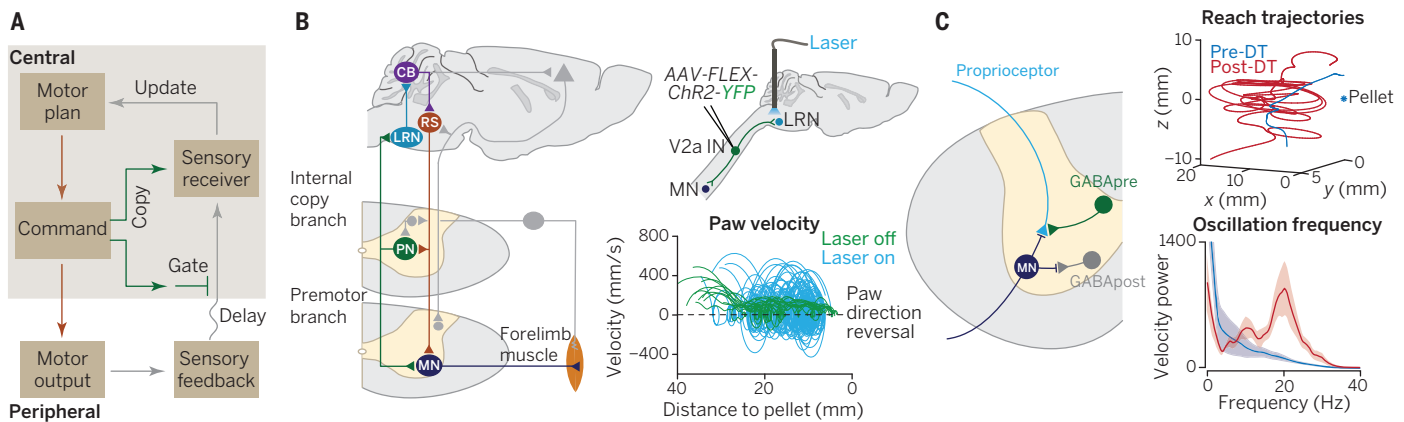 A
Central
Motor
plan
Update
Sensory
receiver
Copy
Command
Gate
Delay
Motor
output
Sensory
feedback
Peripheral
B
CB
RS
LRN
Internal
copy
branch
PN
Premotor
branch
Forelimb
muscle
MN
Laser
AAV-FLEX-
ChR2-YFP
LRN
V2a IN
MN
Paw velocity
Laser off
Laser on
Velocity (mm/s)
800
400
0
−400
Paw
direction
reversal
40
20
0
Distance to pellet (mm)
C
Proprioceptor
GABApre
MN
GABApost
Reach trajectories
Pre-DT
Post-DT
z (mm)
10
0
−10
Pellet
20
10
0
x (mm)
5
0
y (mm)
Oscillation frequency
Velocity power
1400
0
0
20
40
Frequency (Hz)